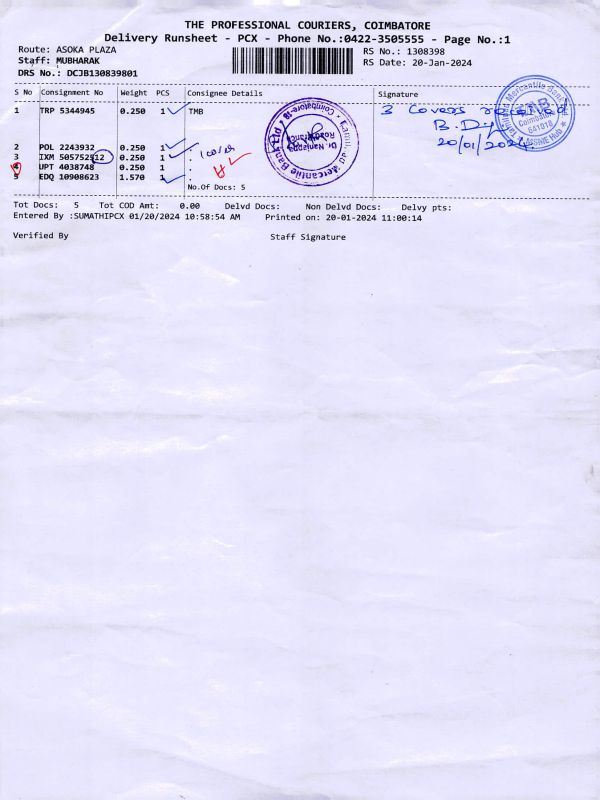 THE PROFESSIONAL COURIERS, COIMBATORE
Delivery Runsheet - PCX - Phone No.:0422-3505555 - Page No.:1
Route: ASOKA PLAZA
Staff: MUBHARAK
DRS No.: DCJB130839801
RS No.: 1308398
RS Date: 20-Jan-2024
S No Consignment No Weight PCS Consignee Details Signature
1 TRP 5344945 0.250 1 TMB
3 covers received
B.
20/01/2024
2 POL 2243932 0.250 1 .
3 IXM 505752512 0.250 1 .
4 UPT 4038748 0.250 1 .
5 EDQ 10908623 1.570 1 .
No.Of Docs: 5
Tot Docs: 5 Tot COD Amt: 0.00 Delvd Docs: Non Delvd Docs: Delvy pts:
Entered By :SUMATHIPCX 01/20/2024 10:58:54 AM Printed on: 20-01-2024 11:00:14
Verified By Staff Signature
Tamilnad Mercantile Bank
Coimbatore
641018